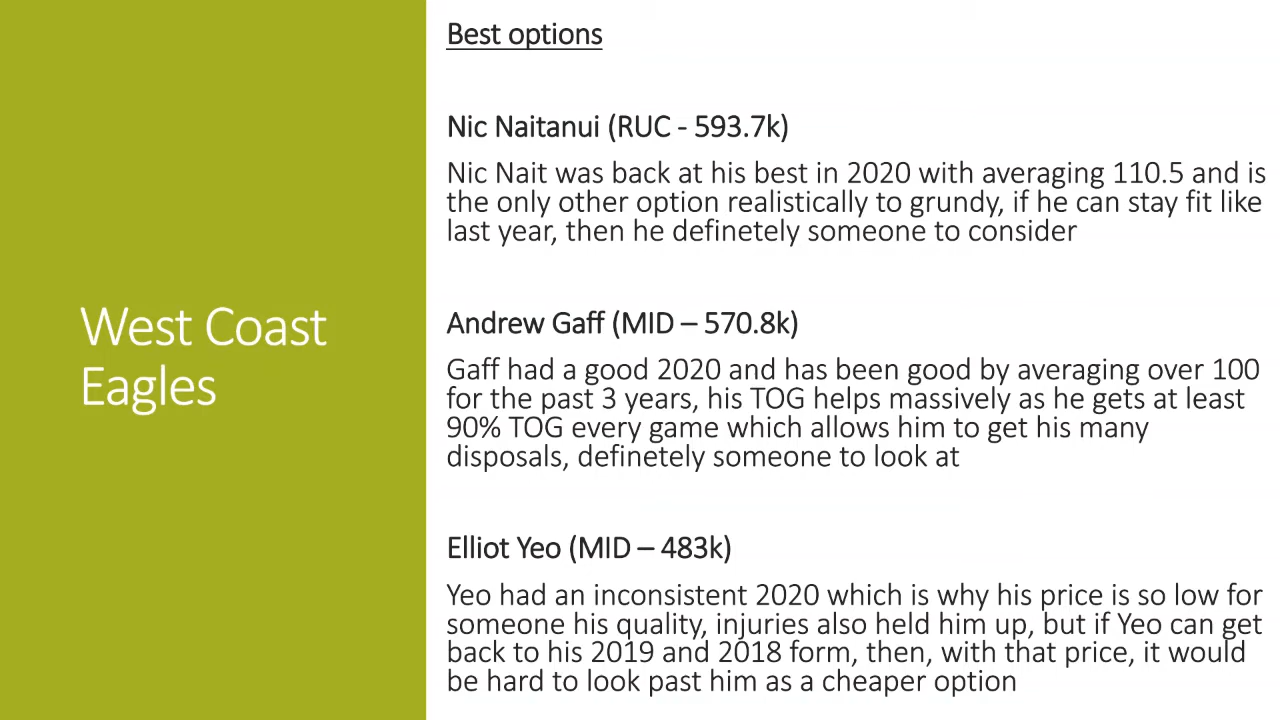 West Coast
Eagles
Best options
Nic Naitanui (RUC - 593.7k)
Nic Nait was back at his best in 2020 with averaging 110.5 and is
the only other option realistically to grundy, if he can stay fit like
last year, then he definetely someone to consider
Andrew Gaff (MID – 570.8k)
Gaff had a good 2020 and has been good by averaging over 100
for the past 3 years, his TOG helps massively as he gets at least
90% TOG every game which allows him to get his many
disposals, definetely someone to look at
Elliot Yeo (MID – 483k)
Yeo had an inconsistent 2020 which is why his price is so low for
someone his quality, injuries also held him up, but if Yeo can get
back to his 2019 and 2018 form, then, with that price, it would
be hard to look past him as a cheaper option